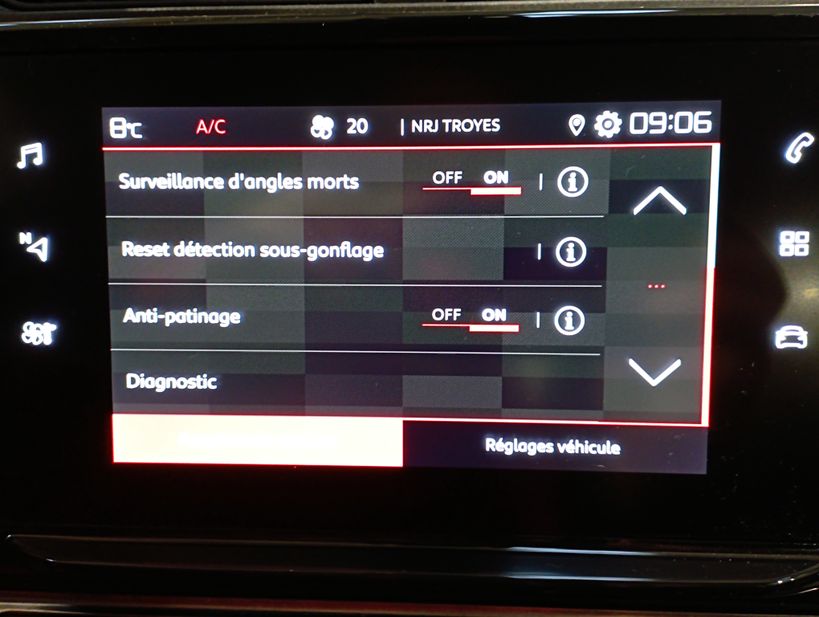 8°C A/C 20 | NRJ TROYES 09:06
Surveillance d'angles morts OFF ON | i
N
Reset détection sous-gonflage | i
Anti-patinage OFF ON | i
Diagnostic
Réglages véhicule